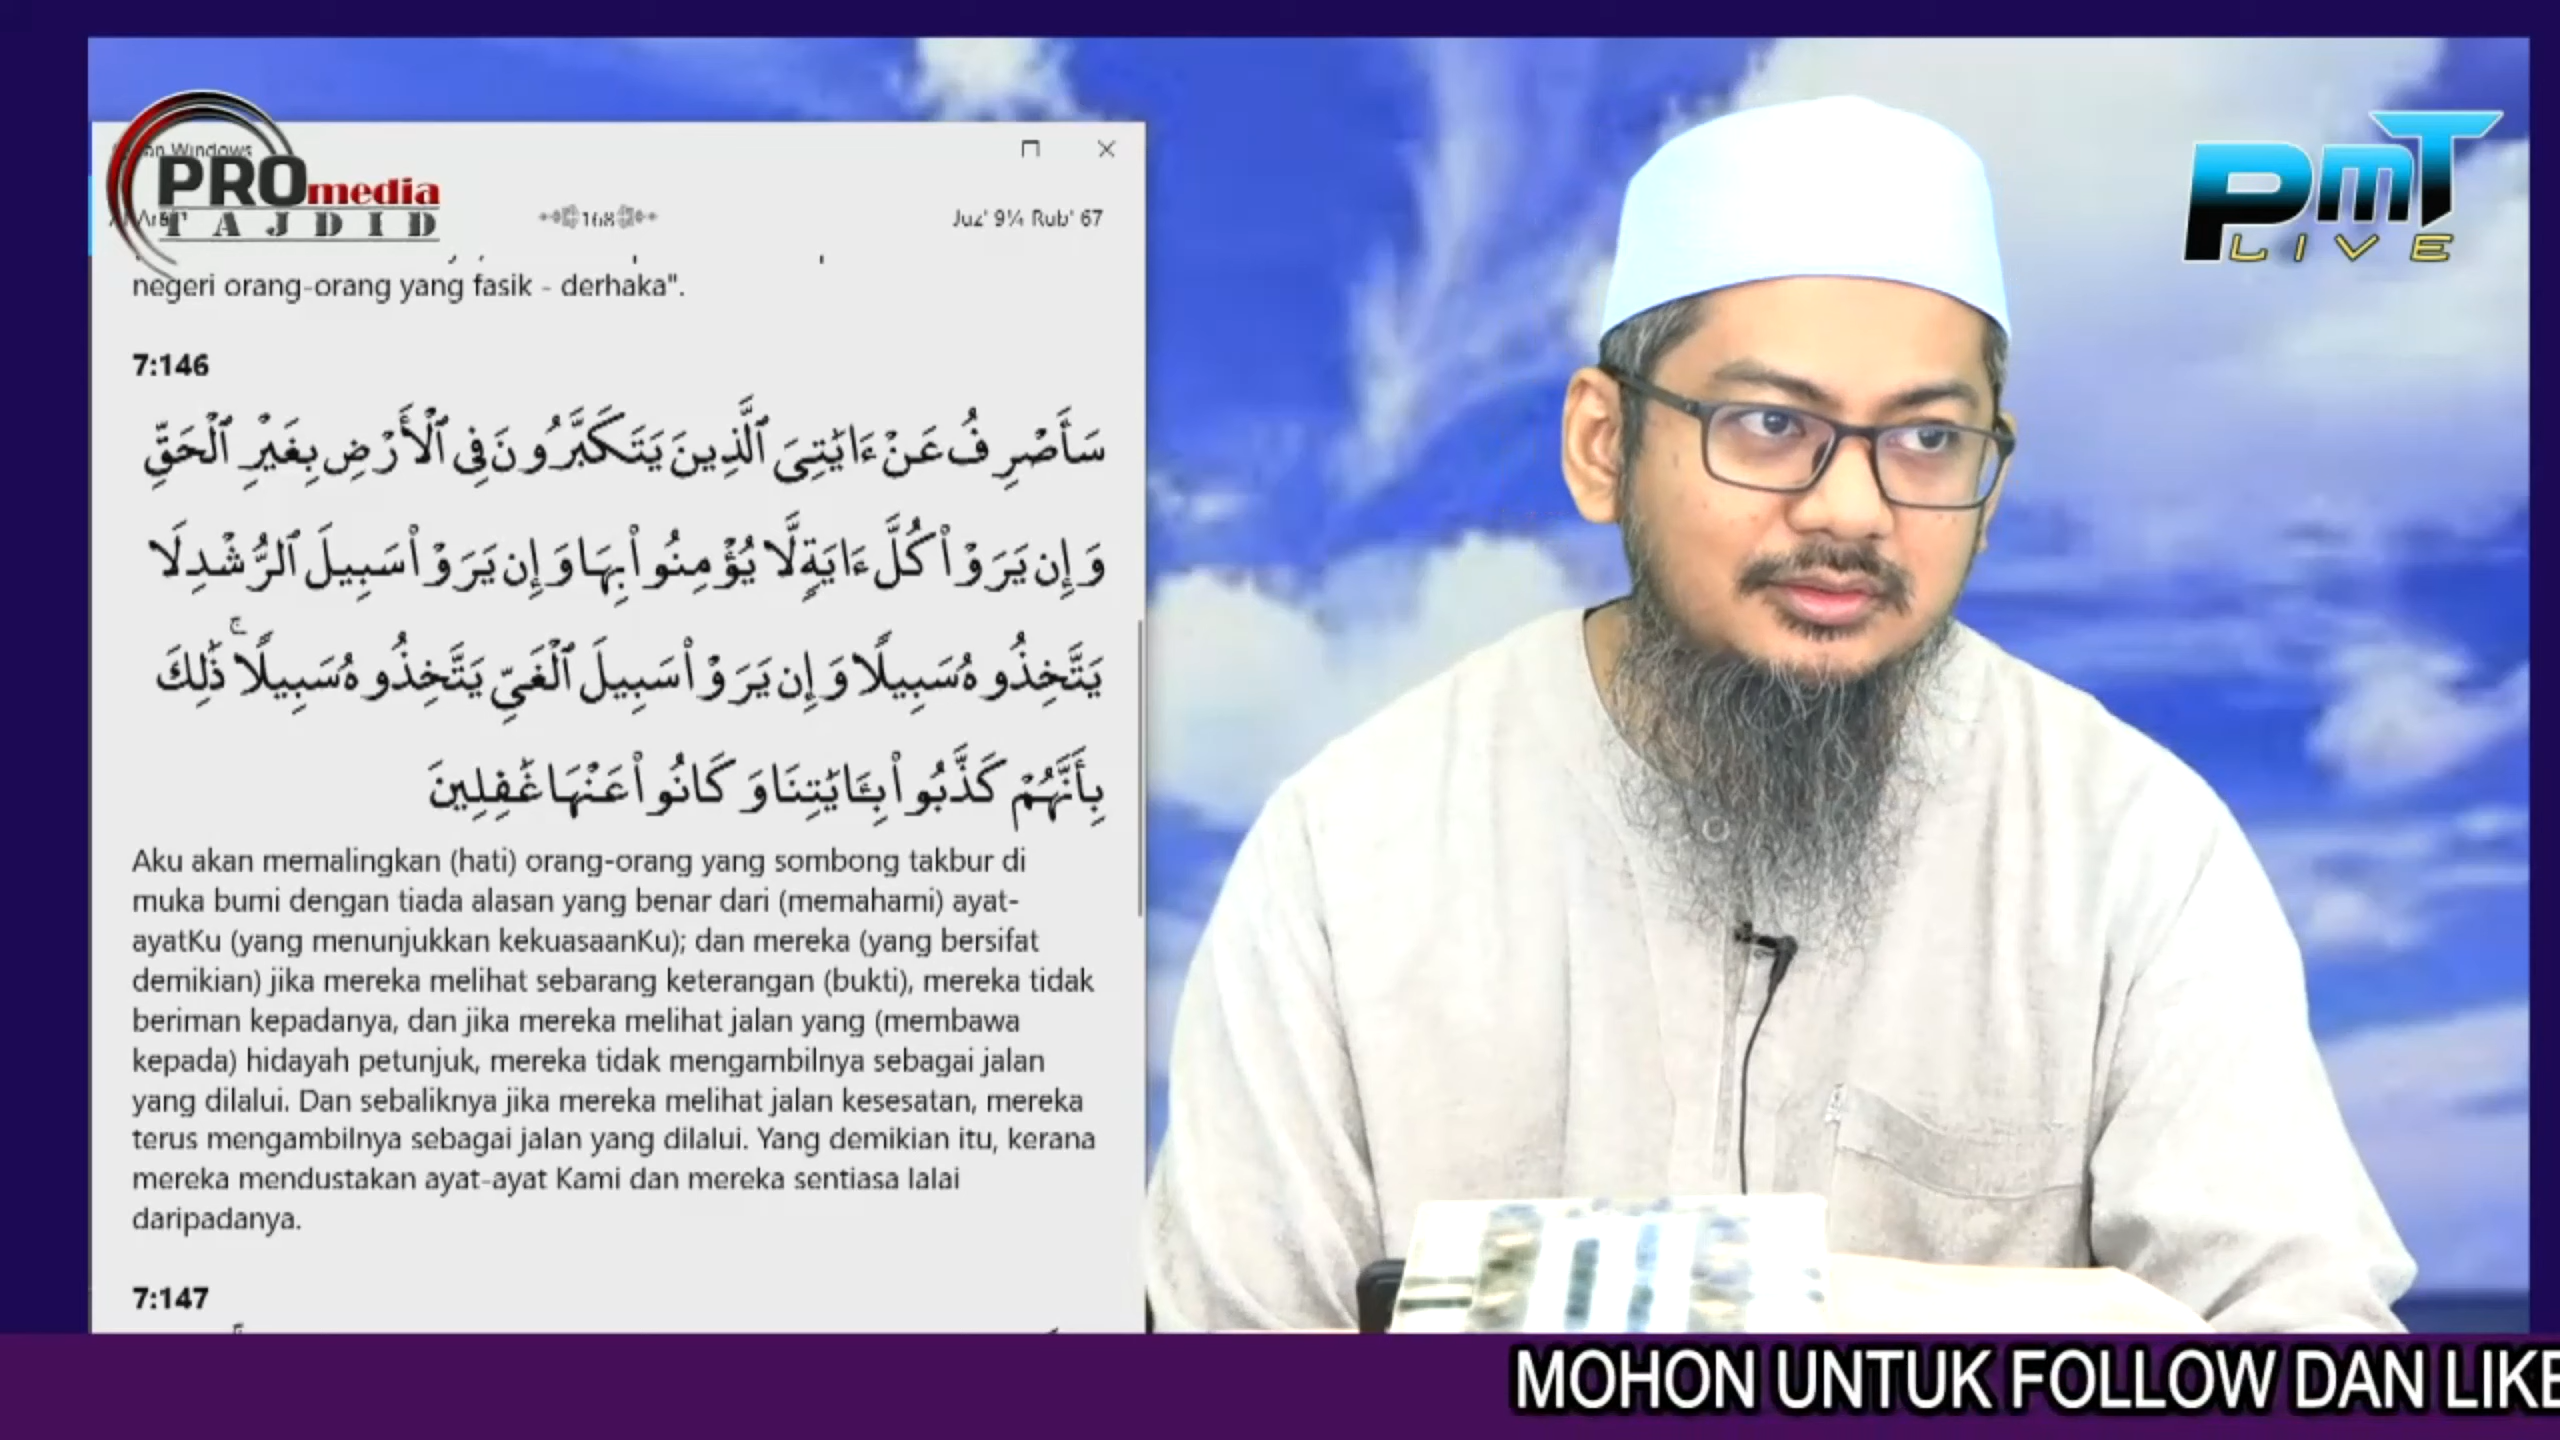 PROmedia
TAJDID
PMT
LIVE
168
Juz' 9¼ Rub' 67
negeri orang-orang yang fasik - derhaka".
7:146
سَأَصْرِفُ عَنْ ءَايَٰتِىَ ٱلَّذِينَ يَتَكَبَّرُونَ فِى ٱلْأَرْضِ بِغَيْرِ ٱلْحَقِّ
وَإِن يَرَوْا۟ كُلَّ ءَايَةٍ لَّا يُؤْمِنُوا۟ بِهَا وَإِن يَرَوْا۟ سَبِيلَ ٱلرُّشْدِ لَا
يَتَّخِذُوهُ سَبِيلًا وَإِن يَرَوْا۟ سَبِيلَ ٱلْغَىِّ يَتَّخِذُوهُ سَبِيلًا ۚ ذَٰلِكَ
بِأَنَّهُمْ كَذَّبُوا۟ بِـَٔايَٰتِنَا وَكَانُوا۟ عَنْهَا غَٰفِلِينَ
Aku akan memalingkan (hati) orang-orang yang sombong takbur di
muka bumi dengan tiada alasan yang benar dari (memahami) ayat-
ayatKu (yang menunjukkan kekuasaanKu); dan mereka (yang bersifat
demikian) jika mereka melihat sebarang keterangan (bukti), mereka tidak
beriman kepadanya, dan jika mereka melihat jalan yang (membawa
kepada) hidayah petunjuk, mereka tidak mengambilnya sebagai jalan
yang dilalui. Dan sebaliknya jika mereka melihat jalan kesesatan, mereka
terus mengambilnya sebagai jalan yang dilalui. Yang demikian itu, kerana
mereka mendustakan ayat-ayat Kami dan mereka sentiasa lalai
daripadanya.
7:147
MOHON UNTUK FOLLOW DAN LIKE